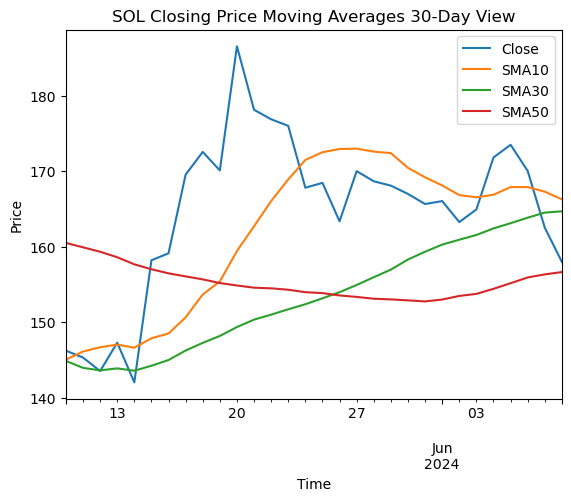 SOL Closing Price Moving Averages 30-Day View
Close
SMA10
SMA30
SMA50
Price
180
170
160
150
140
13
20
27
03
Jun
2024
Time